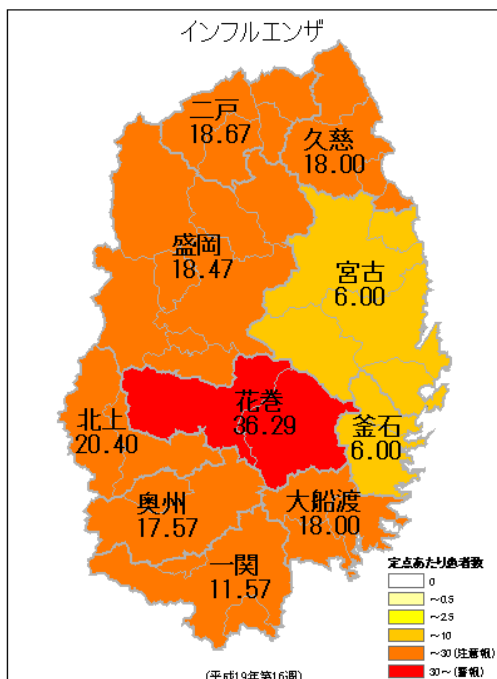 インフルエンザ
二戸
18.67
久慈
18.00
盛岡
18.47
宮古
6.00
花巻
36.29
北上
20.40
釜石
6.00
奥州
17.57
大船渡
18.00
一関
11.57
定点あたり患者数
0
～0.5
～2.5
～10
～30(注意報)
30～(警報)
(平成19年第16週)